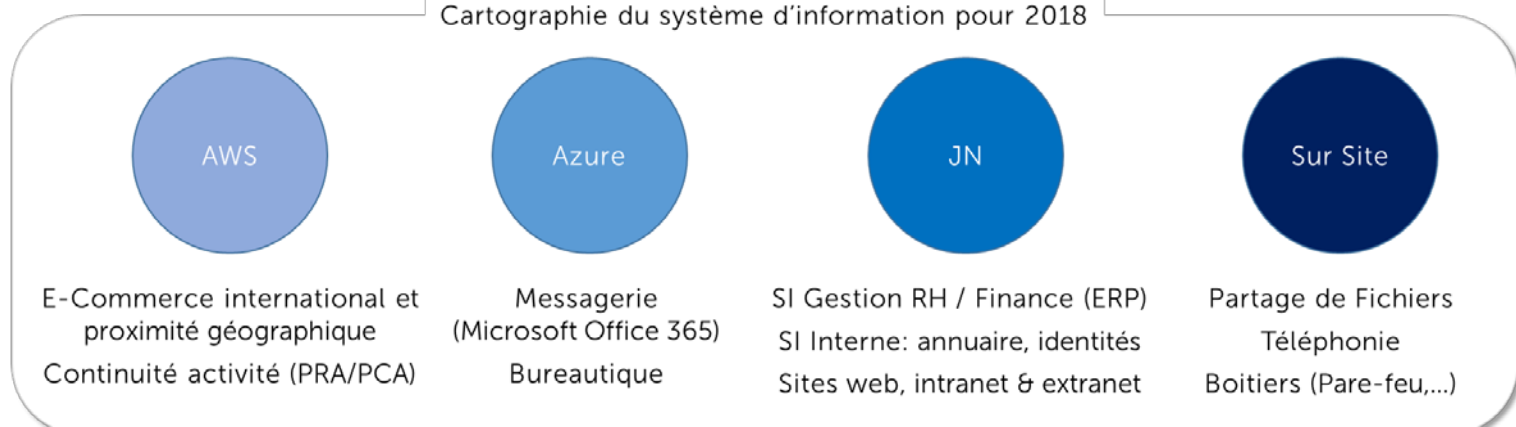 Cartographie du système d'information pour 2018
AWS
Azure
JN
Sur Site
E-Commerce international et
proximité géographique
Continuité activité (PRA/PCA)
Messagerie
(Microsoft Office 365)
Bureautique
SI Gestion RH / Finance (ERP)
SI Interne: annuaire, identités
Sites web, intranet & extranet
Partage de Fichiers
Téléphonie
Boitiers (Pare-feu,...)